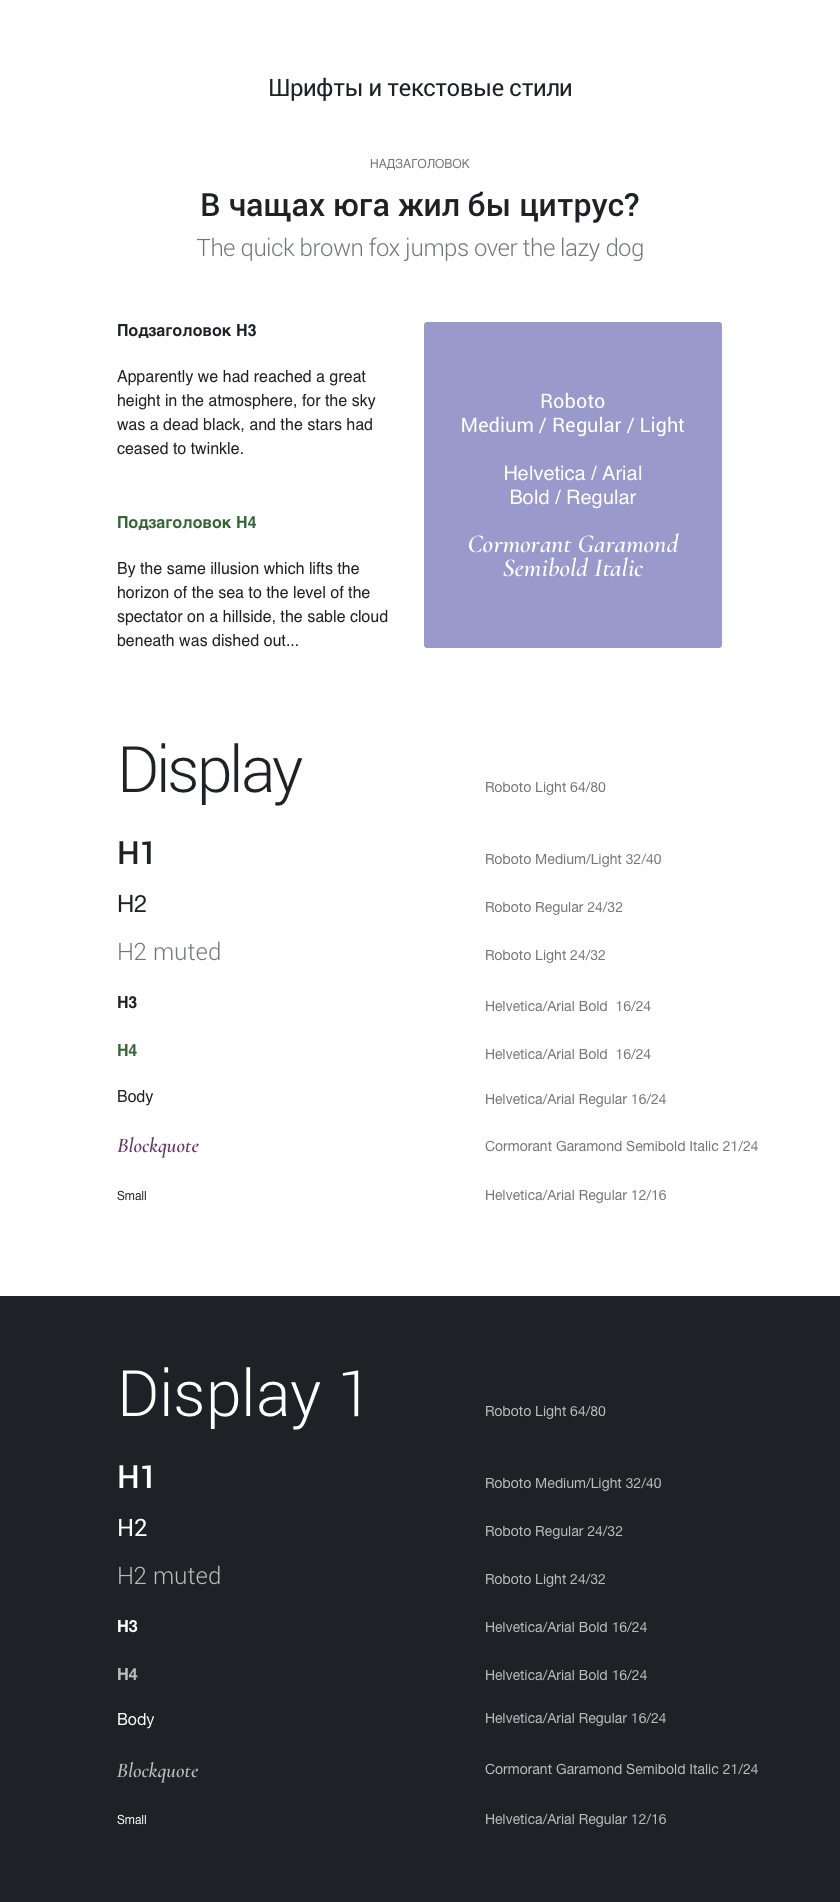 Шрифты и текстовые стили
НАДЗАГОЛОВОК
В чащах юга жил бы цитрус?
The quick brown fox jumps over the lazy dog
Подзаголовок H3
Apparently we had reached a great
height in the atmosphere, for the sky
was a dead black, and the stars had
ceased to twinkle.
Подзаголовок H4
By the same illusion which lifts the
horizon of the sea to the level of the
spectator on a hillside, the sable cloud
beneath was dished out...
Roboto
Medium / Regular / Light
Helvetica / Arial
Bold / Regular
Cormorant Garamond
Semibold Italic
Display
Roboto Light 64/80
H1
Roboto Medium/Light 32/40
H2
Roboto Regular 24/32
H2 muted
Roboto Light 24/32
H3
Helvetica/Arial Bold  16/24
H4
Helvetica/Arial Bold  16/24
Body
Helvetica/Arial Regular 16/24
Blockquote
Cormorant Garamond Semibold Italic 21/24
Small
Helvetica/Arial Regular 12/16
Display 1
Roboto Light 64/80
H1
Roboto Medium/Light 32/40
H2
Roboto Regular 24/32
H2 muted
Roboto Light 24/32
H3
Helvetica/Arial Bold 16/24
H4
Helvetica/Arial Bold 16/24
Body
Helvetica/Arial Regular 16/24
Blockquote
Cormorant Garamond Semibold Italic 21/24
Small
Helvetica/Arial Regular 12/16